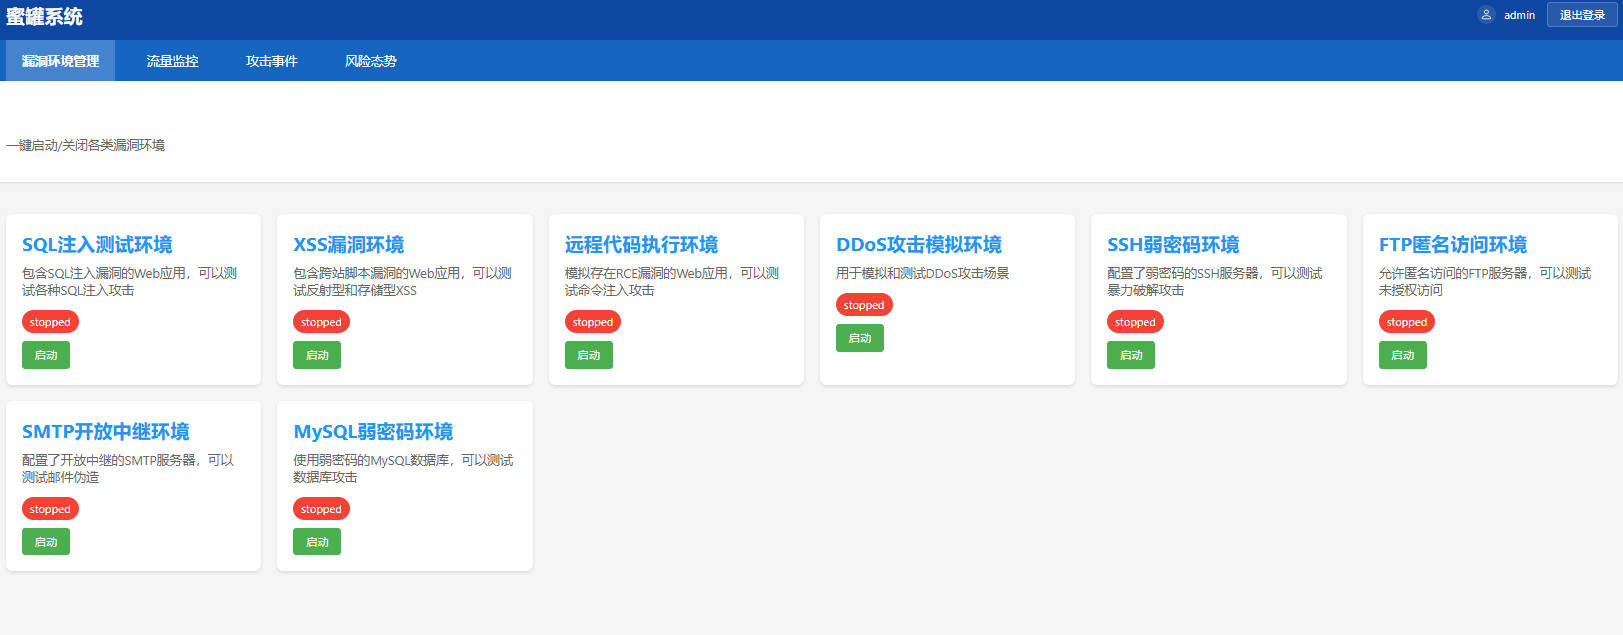 蜜罐系统
admin
退出登录
漏洞环境管理
流量监控
攻击事件
风险态势
一键启动/关闭各类漏洞环境
SQL注入测试环境
包含SQL注入漏洞的Web应用，可以测
试各种SQL注入攻击
stopped
启动
XSS漏洞环境
包含跨站脚本漏洞的Web应用，可以测
试反射型和存储型XSS
stopped
启动
远程代码执行环境
模拟存在RCE漏洞的Web应用，可以测
试命令注入攻击
stopped
启动
DDoS攻击模拟环境
用于模拟和测试DDoS攻击场景
stopped
启动
SSH弱密码环境
配置了弱密码的SSH服务器，可以测试
暴力破解攻击
stopped
启动
FTP匿名访问环境
允许匿名访问的FTP服务器，可以测试
未授权访问
stopped
启动
SMTP开放中继环境
配置了开放中继的SMTP服务器，可以
测试邮件伪造
stopped
启动
MySQL弱密码环境
使用弱密码的MySQL数据库，可以测试
数据库攻击
stopped
启动